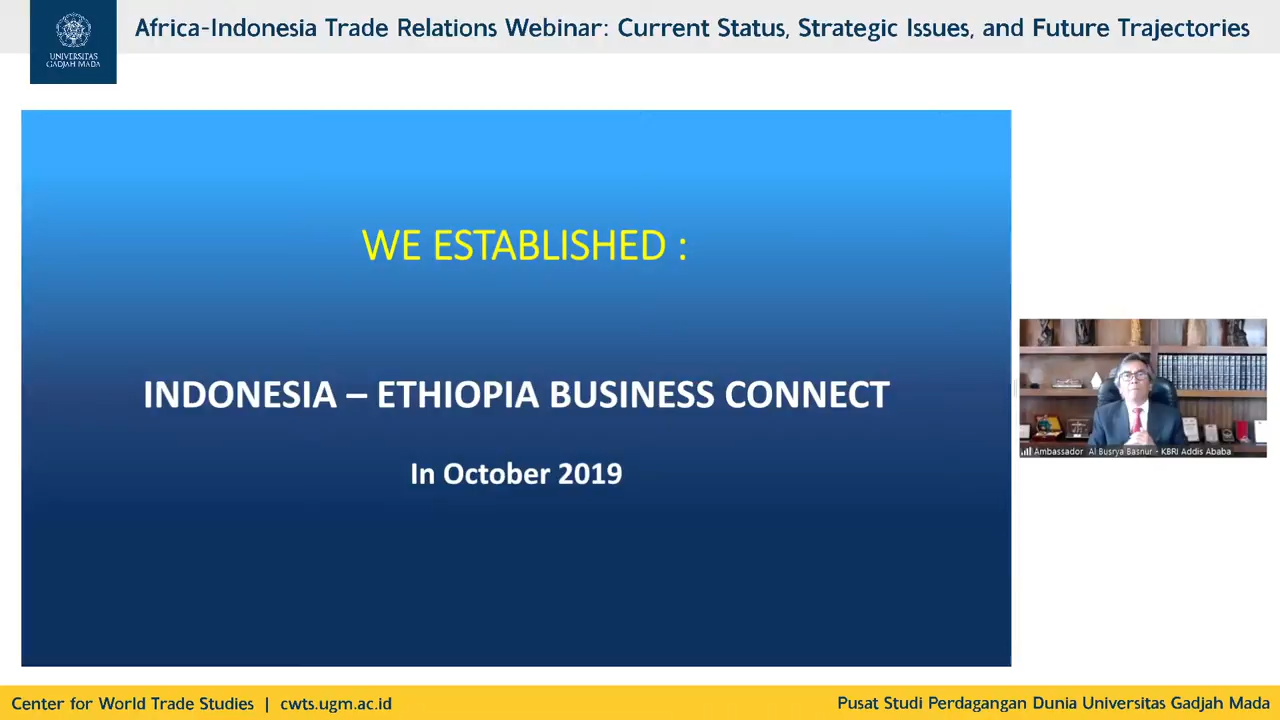 Africa-Indonesia Trade Relations Webinar: Current Status, Strategic Issues, and Future Trajectories
UNIVERSITAS
GADJAH MADA
WE ESTABLISHED :
INDONESIA – ETHIOPIA BUSINESS CONNECT
In October 2019
Ambassador Al Busrya Basnur - KBRI Addis Ababa
Center for World Trade Studies | cwts.ugm.ac.id
Pusat Studi Perdagangan Dunia Universitas Gadjah Mada